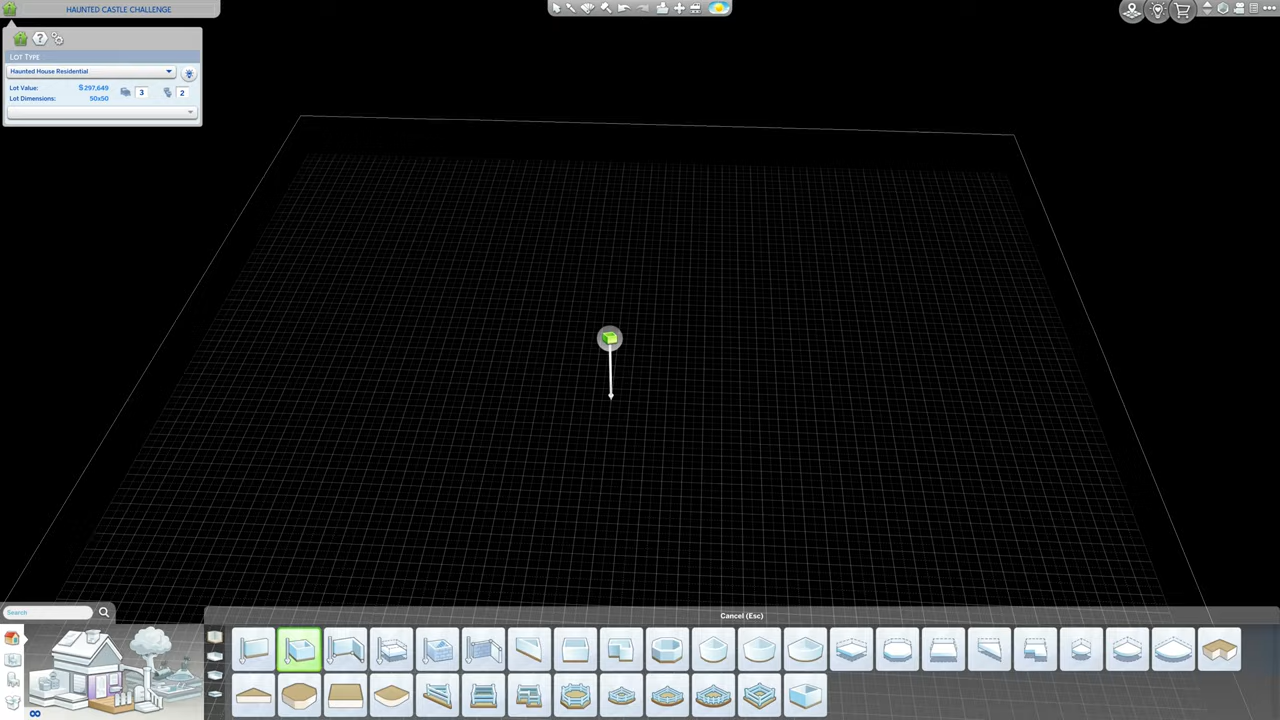 HAUNTED CASTLE CHALLENGE
LOT TYPE
Haunted House Residential
Lot Value: §297,649
3
2
Lot Dimensions: 50x50
Search
Cancel (Esc)